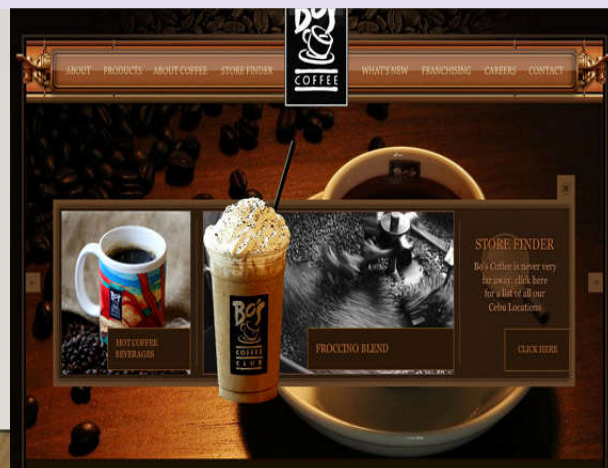 Bo's
COFFEE
ABOUT PRODUCTS ABOUT COFFEE STORE FINDER WHAT'S NEW FRANCHISING CAREERS CONTACT
HOT COFFEE
BEVERAGES
Bo's
COFFEE
CLUB
FROCCINO BLEND
STORE FINDER
Bo's Coffee is never very
far away, click here
for a list of all our
Cebu Locations
CLICK HERE